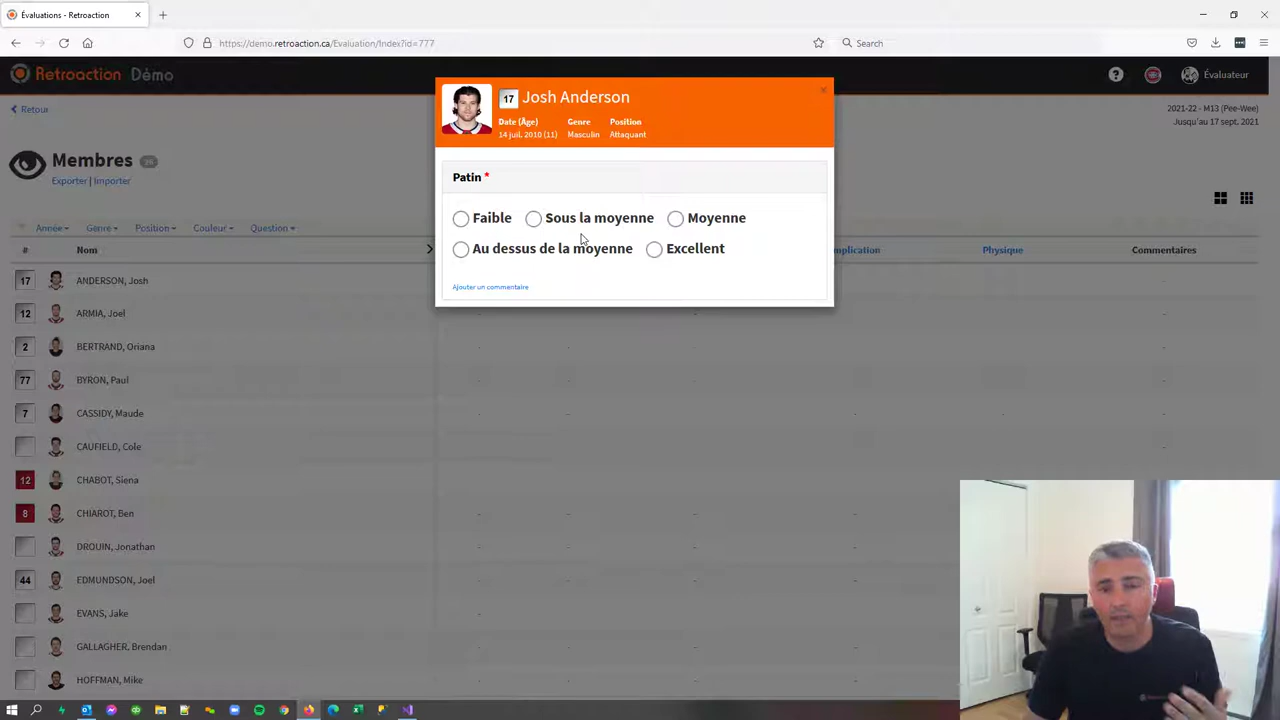 Évaluations - Retroaction
https://demo.retroaction.ca/Evaluation/Index?id=777
Search
Retroaction Démo
Évaluateur
Retour
2021-22 - M13 (Pee-Wee)
Jusqu'au 17 sept. 2021
Membres 26
Exporter | Importer
17 Josh Anderson
Date (Âge) Genre Position
14 juil. 2010 (11) Masculin Attaquant
Patin *
Faible Sous la moyenne Moyenne
Au dessus de la moyenne Excellent
Ajouter un commentaire
Année Genre Position Couleur Question
# Nom Implication Physique Commentaires
17 ANDERSON, Josh
12 ARMIA, Joel
2 BERTRAND, Oriana
77 BYRON, Paul
7 CASSIDY, Maude
CAUFIELD, Cole
12 CHABOT, Siena
8 CHIAROT, Ben
DROUIN, Jonathan
44 EDMUNDSON, Joel
EVANS, Jake
GALLAGHER, Brendan
HOFFMAN, Mike